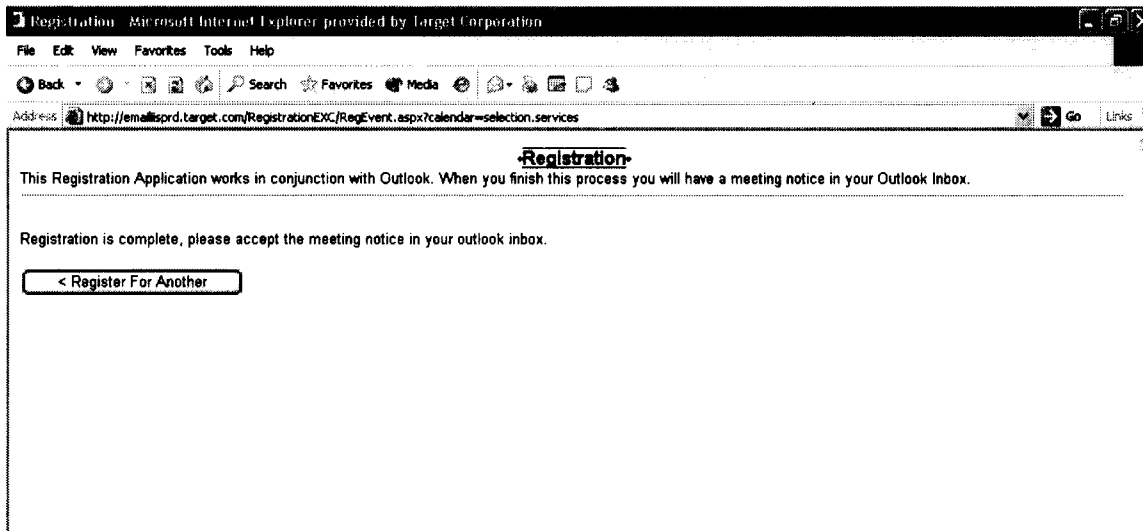 Registration - Microsoft Internet Explorer provided by Target Corporation
File Edit View Favorites Tools Help
Back Search Favorites Media
Address http://emailisprd.target.com/RegistrationEXC/RegEvent.aspx?calendar=selection.services Go Links
-Registration-
This Registration Application works in conjunction with Outlook. When you finish this process you will have a meeting notice in your Outlook Inbox.
Registration is complete, please accept the meeting notice in your outlook inbox.
< Register For Another